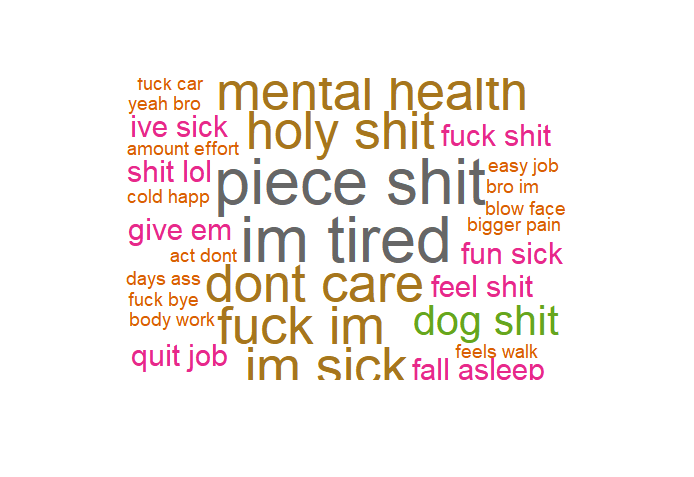 fuck car
mental health
yeah bro
ive sick
holy shit
fuck shit
amount effort
shit lol
piece shit
easy job
bro im
cold happ
blow face
give em
im tired
bigger pain
act dont
fun sick
days ass
dont care
feel shit
fuck bye
body work
fuck im
dog shit
quit job
im sick
feels walk
fall asleep